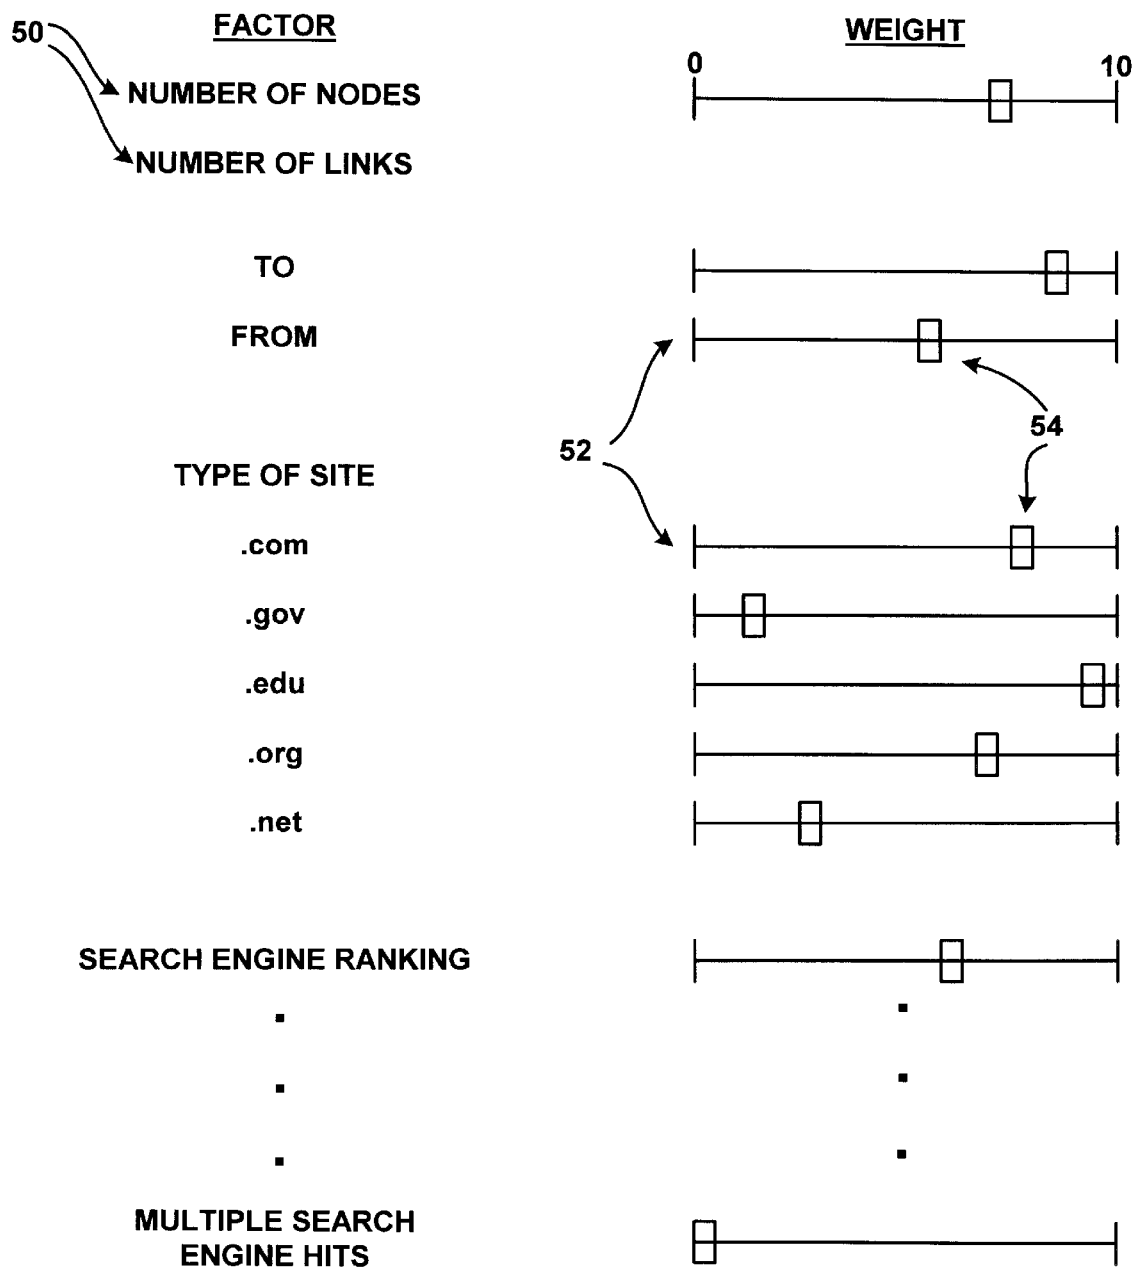 FACTOR
WEIGHT
50
0
10
NUMBER OF NODES
NUMBER OF LINKS
TO
FROM
54
52
TYPE OF SITE
.com
.gov
.edu
.org
.net
SEARCH ENGINE RANKING
MULTIPLE SEARCH
ENGINE HITS